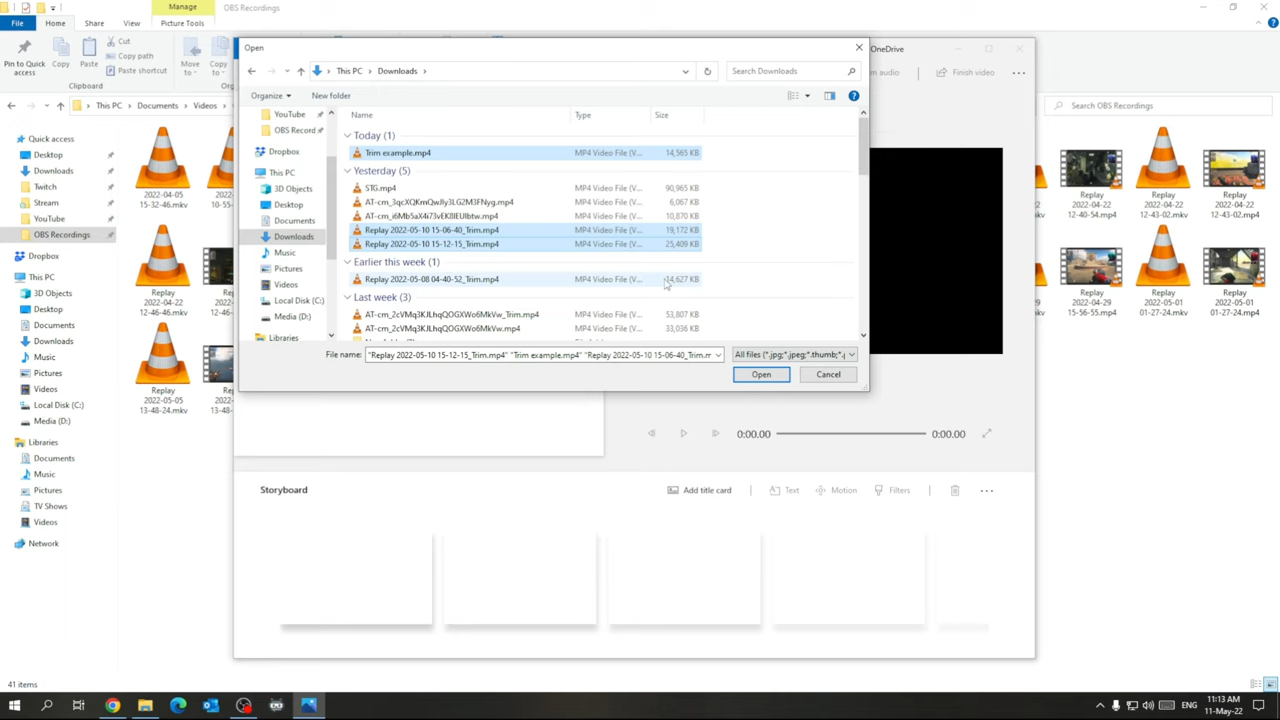 Manage
OBS Recordings
File
Home
Share
View
Picture Tools
Pin to Quick access
Copy
Paste
Cut
Copy path
Paste shortcut
Clipboard
Move to
Copy to
This PC
Documents
Videos
Search OBS Recordings
Quick access
Desktop
Downloads
Twitch
Stream
YouTube
OBS Recordings
Dropbox
This PC
3D Objects
Desktop
Documents
Downloads
Music
Pictures
Videos
Local Disk (C:)
Media (D:)
Libraries
Documents
Music
Pictures
TV Shows
Videos
Network
41 items
2022-04-05
15-32-46.mkv
Replay
2022-04-22
12-43-01.mkv
Replay
2022-05-05
13-48-24.mkv
Open
This PC
Downloads
Search Downloads
Organize
New folder
YouTube
OBS Record
Dropbox
This PC
3D Objects
Desktop
Documents
Downloads
Music
Pictures
Videos
Local Disk (C:)
Media (D:)
Libraries
Name
Type
Size
Today (1)
Trim example.mp4 MP4 Video File (V... 14,565 KB
Yesterday (5)
STG.mp4 MP4 Video File (V... 90,965 KB
MP4 Video File (V... 6,067 KB
MP4 Video File (V... 10,870 KB
Replay 2022-05-10 15-06-40_Trim.mp4 MP4 Video File (V... 19,172 KB
Replay 2022-05-10 15-12-15_Trim.mp4 MP4 Video File (V... 25,409 KB
Earlier this week (1)
Replay 2022-05-08 04-40-52_Trim.mp4 MP4 Video File (V... 14,627 KB
Last week (3)
AT-cm_2cVMq3KJLhqQOGXWo6MkVw_Trim.mp4 MP4 Video File (V... 53,807 KB
AT-cm_2cVMq3KJLhqQOGXWo6MkVw.mp4 MP4 Video File (V... 33,036 KB
File name:
"Replay 2022-05-10 15-12-15_Trim.mp4" "Trim example.mp4" "Replay 2022-05-10 15-06-40_Trim.m
All files (*.jpg;*.jpeg;*.thumb;*.j
Open
Cancel
OneDrive
m audio
Finish video
0:00.00
0:00.00
Storyboard
Add title card
Text
Motion
Filters
Replay
2022-04-22
12-40-54.mp4
Replay
2022-04-22
12-43-02.mkv
Replay
2022-04-22
12-43-02.mp4
Replay
2022-04-29
15-56-55.mp4
Replay
2022-05-01
01-27-24.mkv
Replay
2022-05-01
01-27-24.mp4
ENG
11:13 AM
11-May-22